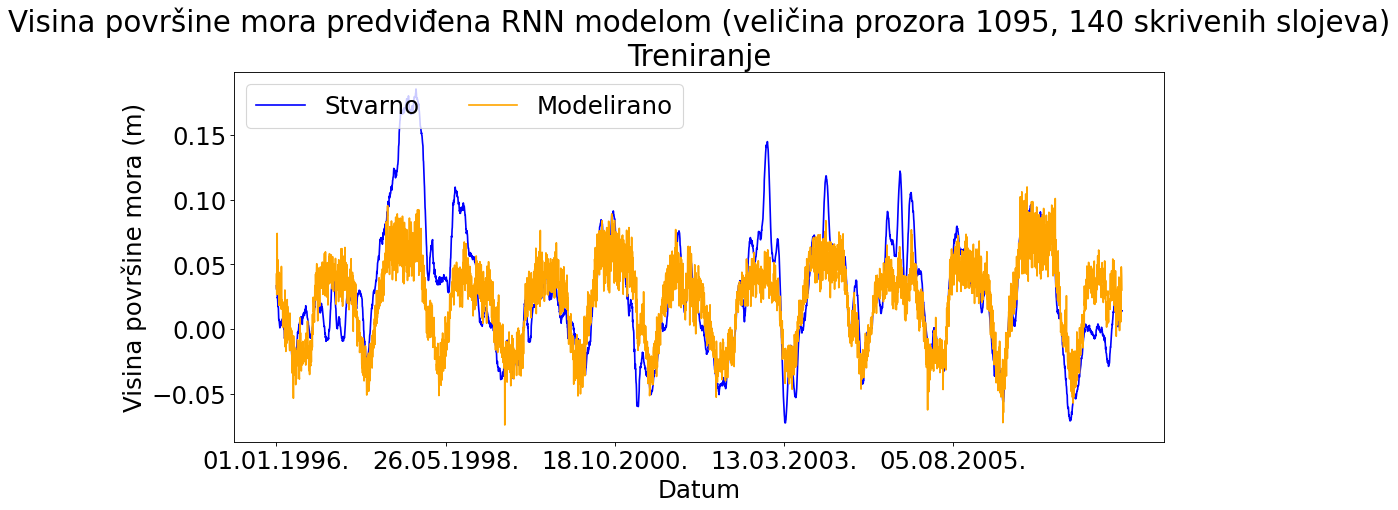 Visina površine mora predviđena RNN modelom (veličina prozora 1095, 140 skrivenih slojeva)
Treniranje
Stvarno
Modelirano
Visina površine mora (m)
0.15
0.10
0.05
0.00
−0.05
01.01.1996.
26.05.1998.
18.10.2000.
13.03.2003.
05.08.2005.
Datum